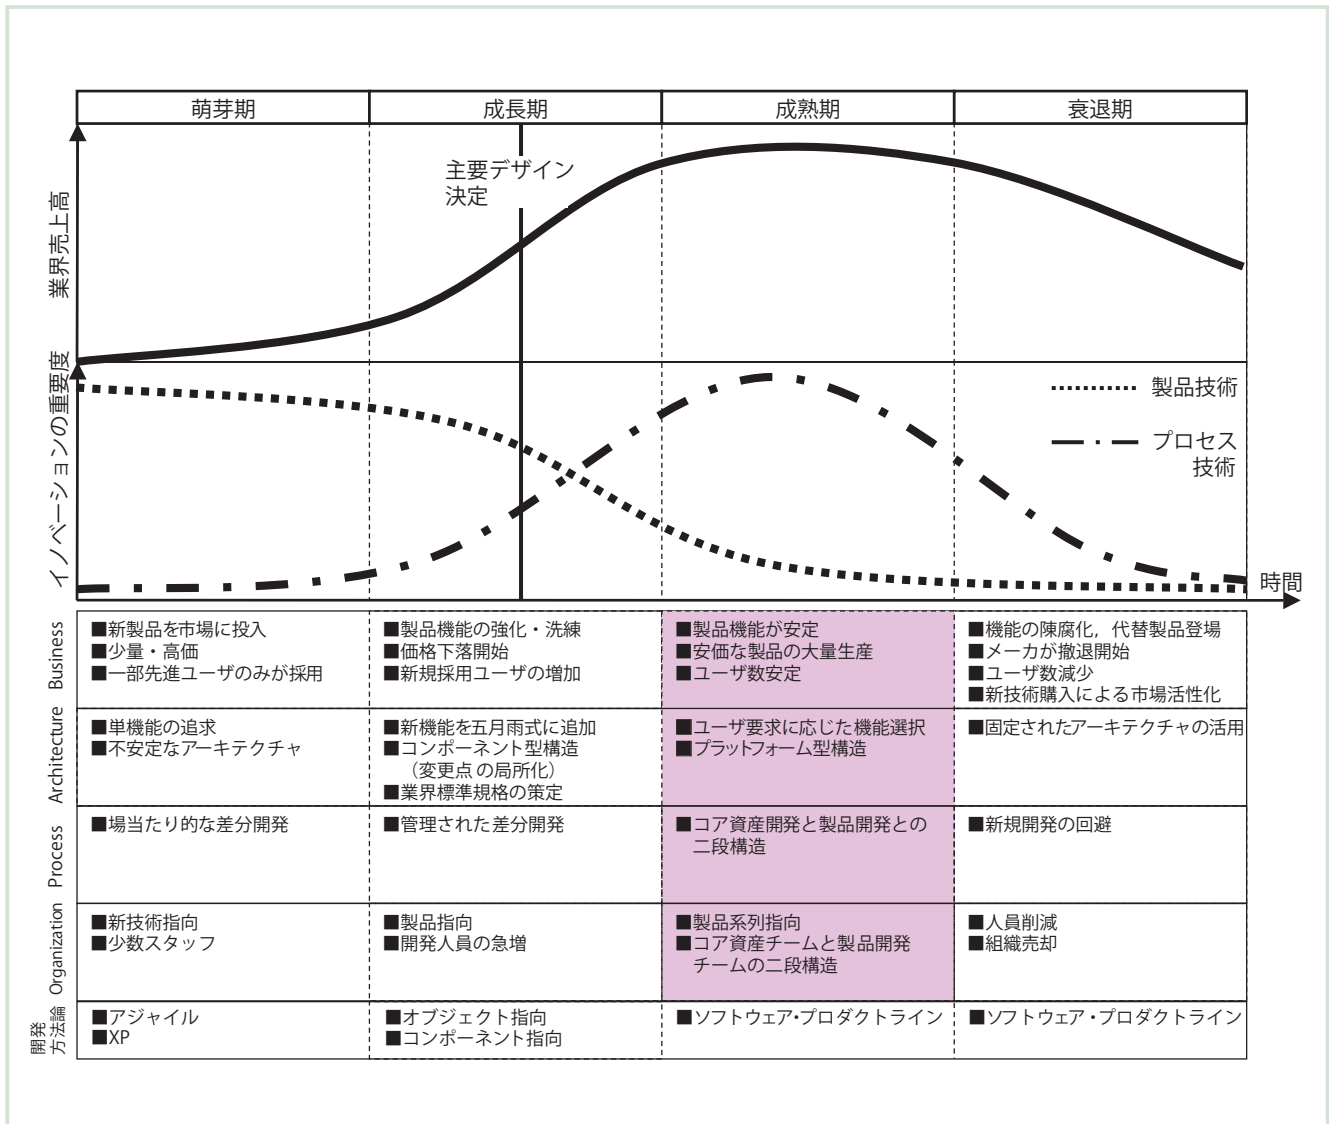 萌芽期
成長期
成熟期
衰退期
業界売上高
主要デザイン
決定
イノベーションの重要度
製品技術
プロセス
技術
時間
Business
■新製品を市場に投入
■少量・高価
■一部先進ユーザのみが採用
■製品機能の強化・洗練
■価格下落開始
■新規採用ユーザの増加
■製品機能が安定
■安価な製品の大量生産
■ユーザ数安定
■機能の陳腐化，代替製品登場
■メーカが撤退開始
■ユーザ数減少
■新技術購入による市場活性化
Architecture
■単機能の追求
■不安定なアーキテクチャ
■新機能を五月雨式に追加
■コンポーネント型構造
（変更点の局所化）
■業界標準規格の策定
■ユーザ要求に応じた機能選択
■プラットフォーム型構造
■固定されたアーキテクチャの活用
Process
■場当たり的な差分開発
■管理された差分開発
■コア資産開発と製品開発との
二段構造
■新規開発の回避
Organization
■新技術指向
■少数スタッフ
■製品指向
■開発人員の急増
■製品系列指向
■コア資産チームと製品開発
チームの二段構造
■人員削減
■組織売却
開発
方法論
■アジャイル
■XP
■オブジェクト指向
■コンポーネント指向
■ソフトウェア・プロダクトライン
■ソフトウェア・プロダクトライン